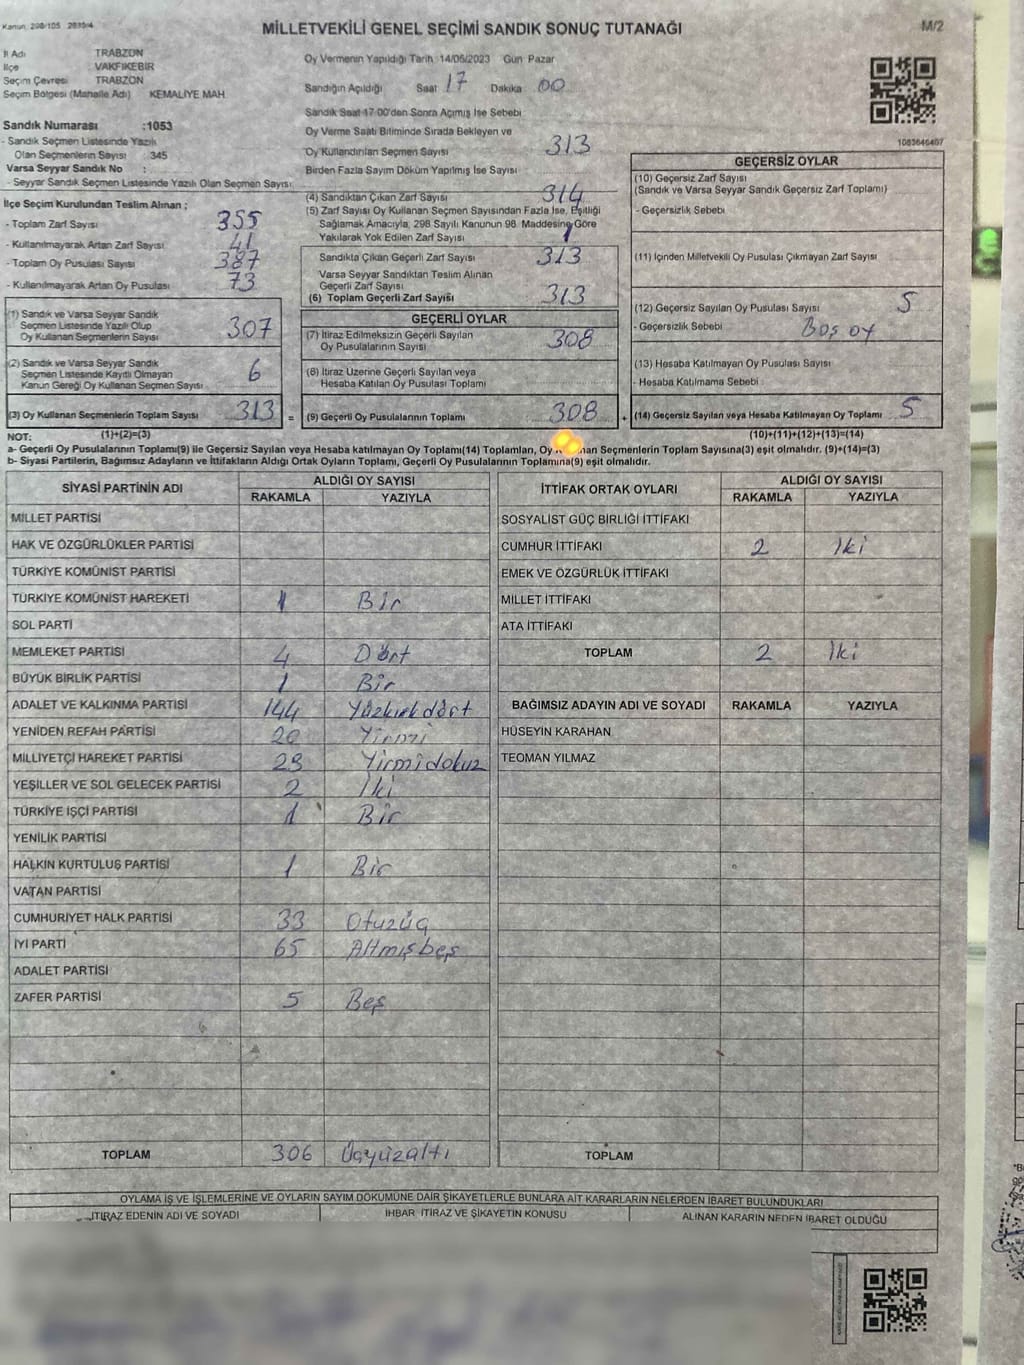 Kanun 298/105 2839/4
MİLLETVEKİLİ GENEL SEÇİMİ SANDIK SONUÇ TUTANAĞI
M/2
İl Adı TRABZON
İlçe VAKFIKEBİR
Seçim Çevresi TRABZON
Seçim Bölgesi (Mahalle Adı) KEMALİYE MAH
Sandık Numarası :1053
- Sandık Seçmen Listesinde Yazılı
Olan Seçmenlerin Sayısı 345
Varsa Seyyar Sandık No :
- Seyyar Sandık Seçmen Listesinde Yazılı Olan Seçmen Sayısı:
İlçe Seçim Kurulundan Teslim Alınan ;
- Toplam Zarf Sayısı 355
- Kullanılmayarak Artan Zarf Sayısı 41
- Toplam Oy Pusulası Sayısı 387
- Kullanılmayarak Artan Oy Pusulası 73
(1) Sandık ve Varsa Seyyar Sandık
Seçmen Listesinde Yazılı Olup
Oy Kullanan Seçmenlerin Sayısı 307
(2) Sandık ve Varsa Seyyar Sandık
Seçmen Listesinde Kayıtlı Olmayan
Kanun Gereği Oy Kullanan Seçmen Sayısı 6
(3) Oy Kullanan Seçmenlerin Toplam Sayısı 313 =
Oy Vermenin Yapıldığı Tarih 14/05/2023 Gün Pazar
Sandığın Açıldığı Saat 17 Dakika 00
Sandık Saat 17:00'den Sonra Açımış İse Sebebi
Oy Verme Saati Bitiminde Sırada Bekleyen ve
Oy Kullandırılan Seçmen Sayısı 313
Birden Fazla Sayım Döküm Yapılmış İse Sayısı
(4) Sandıktan Çıkan Zarf Sayısı 314
(5) Zarf Sayısı Oy Kullanan Seçmen Sayısından Fazla İse, Eşitliği
Sağlamak Amacıyla, 298 Sayılı Kanunun 98. Maddesine Göre
Yakılarak Yok Edilen Zarf Sayısı 1
Sandıkta Çıkan Geçerli Zarf Sayısı 313
Varsa Seyyar Sandıktan Teslim Alınan
Geçerli Zarf Sayısı
(6) Toplam Geçerli Zarf Sayısı 313
GEÇERLİ OYLAR
(7) İtiraz Edilmeksizin Geçerli Sayılan
Oy Pusulalarının Sayısı 308
(8) İtiraz Üzerine Geçerli Sayılan veya
Hesaba Katılan Oy Pusulası Toplamı
(9) Geçerli Oy Pusulalarının Toplamı 308 +
1083646407
GEÇERSİZ OYLAR
(10) Geçersiz Zarf Sayısı
(Sandık ve Varsa Seyyar Sandık Geçersiz Zarf Toplamı)
- Geçersizlik Sebebi
(11) İçinden Milletvekili Oy Pusulası Çıkmayan Zarf Sayısı
(12) Geçersiz Sayılan Oy Pusulası Sayısı 5
- Geçersizlik Sebebi Boş oy
(13) Hesaba Katılmayan Oy Pusulası Sayısı
- Hesaba Katılmama Sebebi
(14) Geçersiz Sayılan veya Hesaba Katılmayan Oy Toplamı 5
NOT: (1)+(2)=(3) (10)+(11)+(12)+(13)=(14)
a- Geçerli Oy Pusulalarının Toplamı(9) ile Geçersiz Sayılan veya Hesaba katılmayan Oy Toplamı(14) Toplamları, Oy Seçmenlerin Toplam Sayısına(3) eşit olmalıdır. (9)+(14)=(3)
b- Siyasi Partilerin, Bağımsız Adayların ve İttifakların Aldığı Ortak Oyların Toplamı, Geçerli Oy Pusulalarının Toplamına(9) eşit olmalıdır.
SİYASİ PARTİNİN ADI ALDIĞI OY SAYISI
RAKAMLA YAZIYLA
MİLLET PARTİSİ
HAK VE ÖZGÜRLÜKLER PARTİSİ
TÜRKİYE KOMÜNİST PARTİSİ
TÜRKİYE KOMÜNİST HAREKETİ 1 Bir
SOL PARTİ
MEMLEKET PARTİSİ 4 Dört
BÜYÜK BİRLİK PARTİSİ 1 Bir
ADALET VE KALKINMA PARTİSİ 144 Yüzkırkdört
YENİDEN REFAH PARTİSİ 20 Yirmi
MİLLİYETÇİ HAREKET PARTİSİ 29 Yirmidokuz
YEŞİLLER VE SOL GELECEK PARTİSİ 2 İki
TÜRKİYE İŞÇİ PARTİSİ 1 Bir
YENİLİK PARTİSİ
HALKIN KURTULUŞ PARTİSİ 1 Bir
VATAN PARTİSİ
CUMHURİYET HALK PARTİSİ 33 Otuzüç
İYİ PARTİ 65 Altmışbeş
ADALET PARTİSİ
ZAFER PARTİSİ 5 Beş
TOPLAM 306 Üçyüzaltı
İTTİFAK ORTAK OYLARI ALDIĞI OY SAYISI
RAKAMLA YAZIYLA
SOSYALİST GÜÇ BİRLİĞİ İTTİFAKI
CUMHUR İTTİFAKI 2 İki
EMEK VE ÖZGÜRLÜK İTTİFAKI
MİLLET İTTİFAKI
ATA İTTİFAKI
TOPLAM 2 İki
BAĞIMSIZ ADAYIN ADI VE SOYADI RAKAMLA YAZIYLA
HÜSEYİN KARAHAN
TEOMAN YILMAZ
TOPLAM
OYLAMA İŞ VE İŞLEMLERİNE VE OYLARIN SAYIM DÖKÜMÜNE DAİR ŞİKAYETLERLE BUNLARA AİT KARARLARIN NELERDEN İBARET BULUNDUKLARI
İTİRAZ EDENİN ADI VE SOYADI İHBAR İTİRAZ VE ŞİKAYETİN KONUSU ALINAN KARARIN NEDEN İBARET OLDUĞU